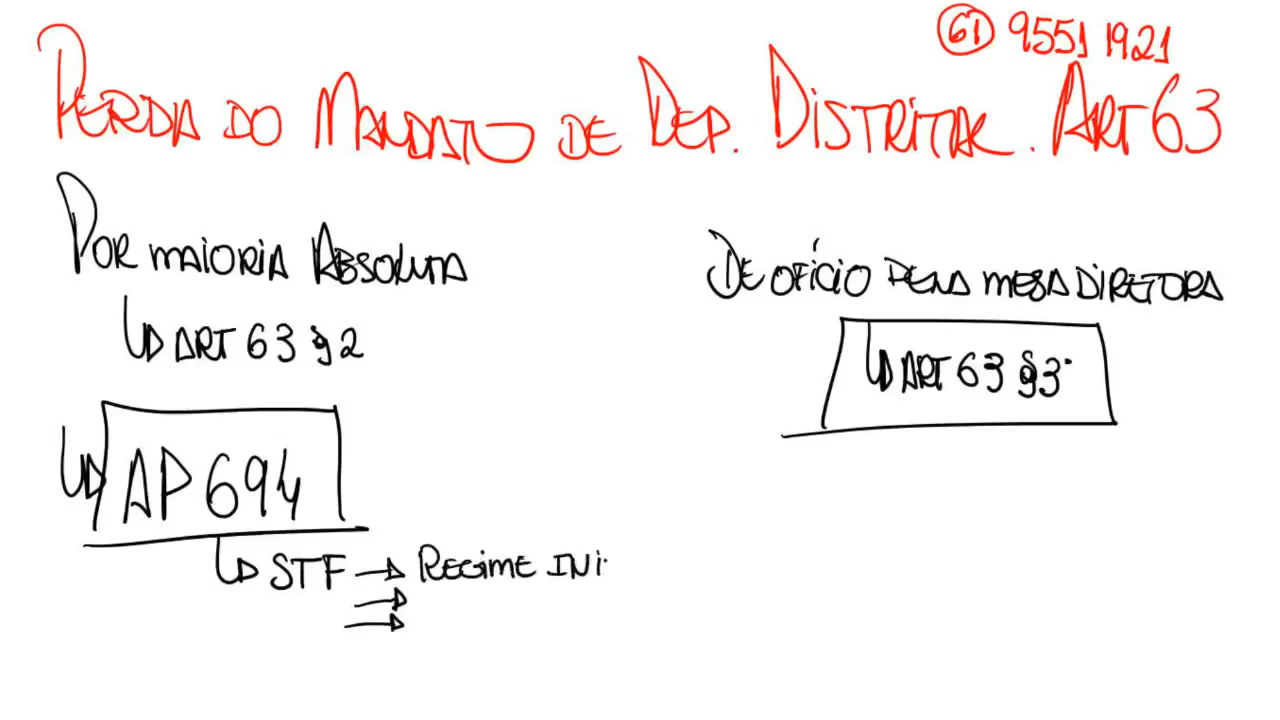 61 9551 1921
PERDA DO MANDATO DE DEP. DISTRITAL. ART 63
POR MAIORIA ABSOLUTA
ART 63 §2
AP 694
STF → REGIME INI
DE OFÍCIO PELA MESA DIRETORA
ART 63 §3°